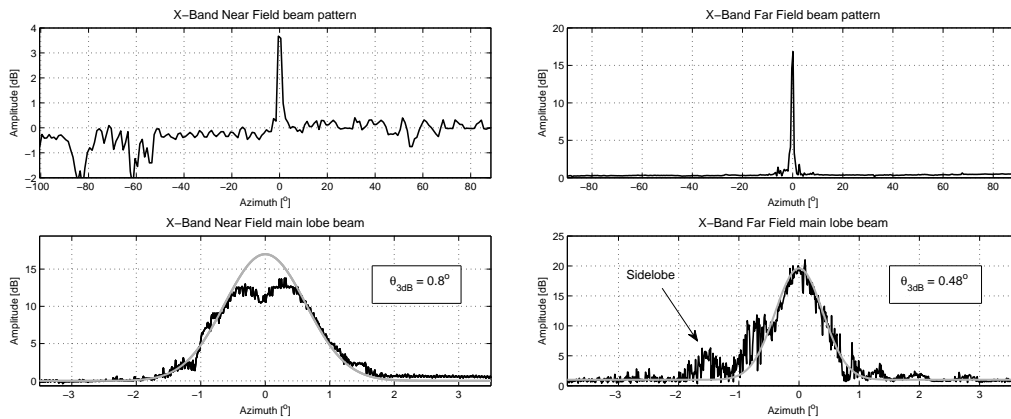 X−Band Near Field beam pattern
4
3
2
1
0
−1
−2
Amplitude [dB]
−100 −80 −60 −40 −20 0 20 40 60 80
Azimuth [°]
X−Band Far Field beam pattern
20
15
10
5
0
Amplitude [dB]
−80 −60 −40 −20 0 20 40 60 80
Azimuth [°]
X−Band Near Field main lobe beam
15
10
5
0
Amplitude [dB]
θ3dB = 0.8°
−3 −2 −1 0 1 2 3
Azimuth [°]
X−Band Far Field main lobe beam
25
20
15
10
5
0
Amplitude [dB]
Sidelobe
θ3dB = 0.48°
−3 −2 −1 0 1 2 3
Azimuth [°]